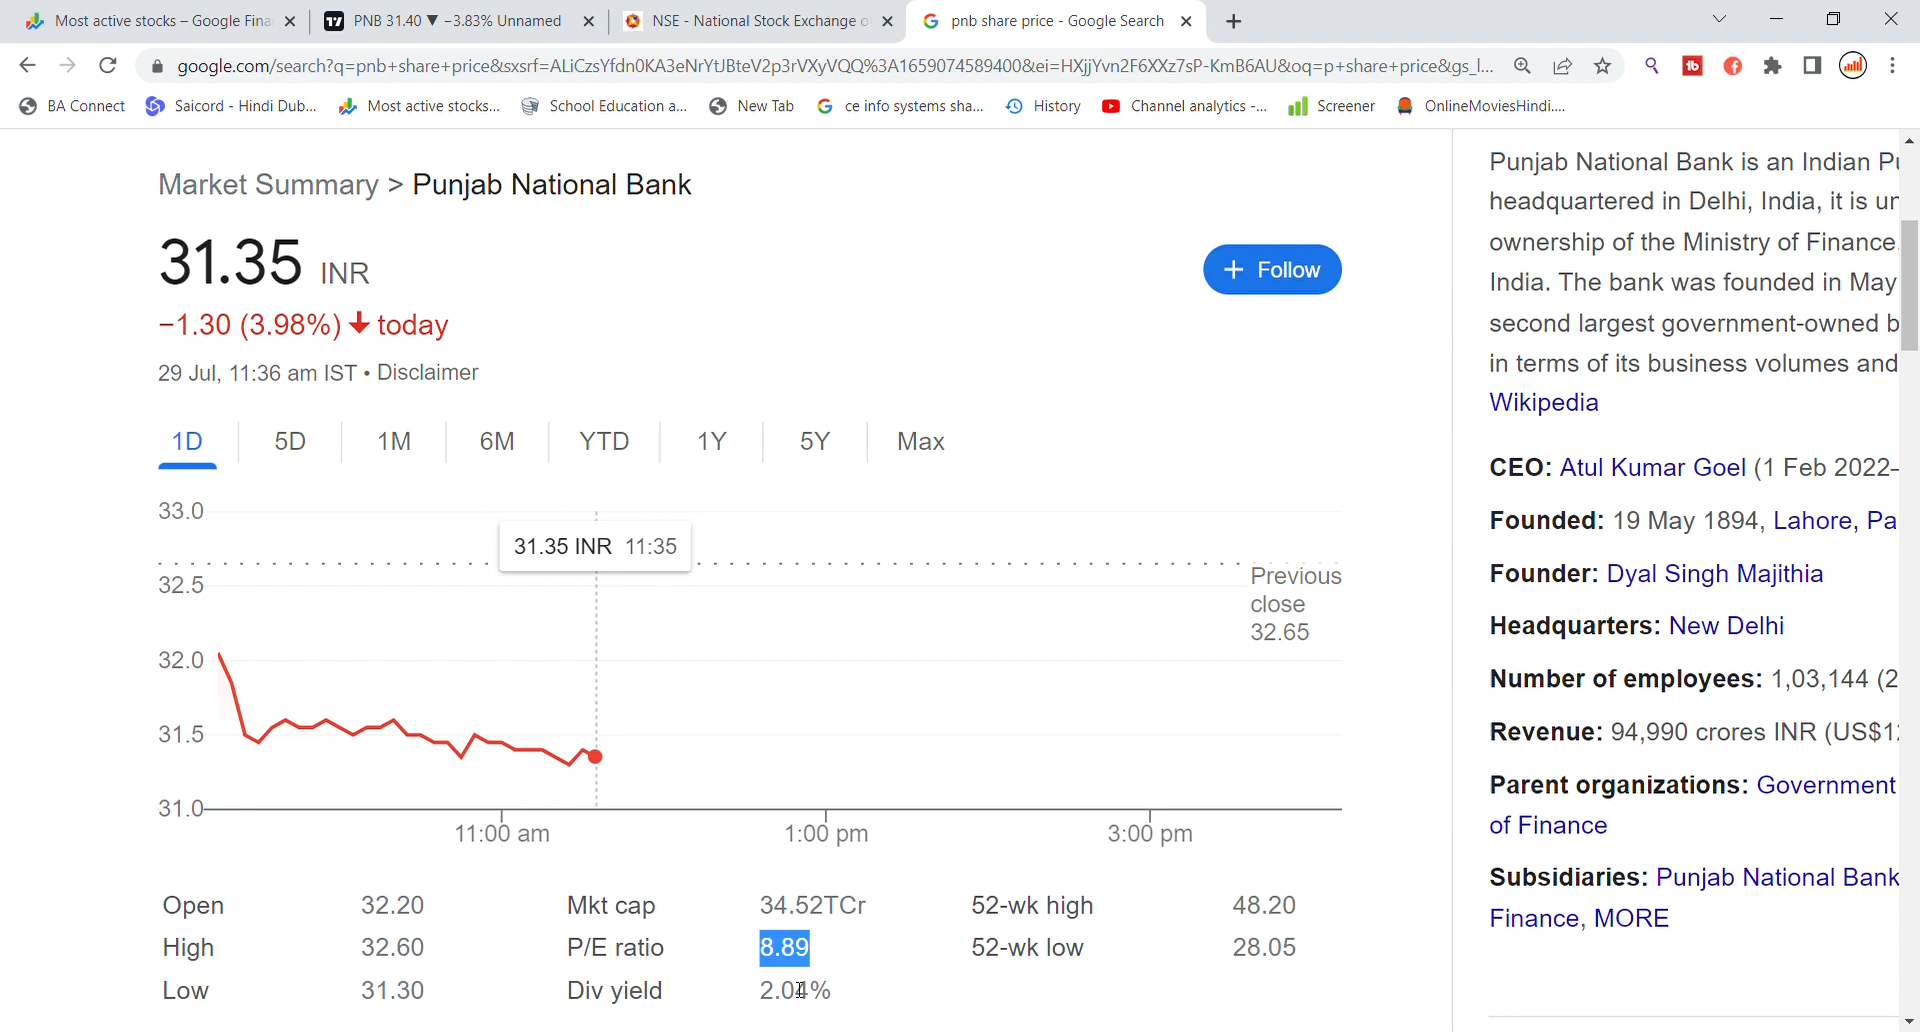 Most active stocks – Google Fina
PNB 31.40 ▼ −3.83% Unnamed
NSE - National Stock Exchange o
pnb share price - Google Search
google.com/search?q=pnb+share+price&sxsrf=ALiCzsYfdn0KA3eNrYtJBteV2p3rVXyVQQ%3A1659074589400&ei=HXjjYvn2F6XXz7sP-KmB6AU&oq=p+share+price&gs_l...
BA Connect
Saicord - Hindi Dub...
Most active stocks...
School Education a...
New Tab
ce info systems sha...
History
Channel analytics -...
Screener
OnlineMoviesHindi....
Market Summary > Punjab National Bank
31.35 INR
+ Follow
−1.30 (3.98%) ↓ today
29 Jul, 11:36 am IST • Disclaimer
1D 5D 1M 6M YTD 1Y 5Y Max
33.0
31.35 INR 11:35
32.5
Previous
close
32.65
32.0
31.5
31.0
11:00 am 1:00 pm 3:00 pm
Open 32.20 Mkt cap 34.52TCr 52-wk high 48.20
High 32.60 P/E ratio 8.89 52-wk low 28.05
Low 31.30 Div yield 2.04%
Punjab National Bank is an Indian Pu
headquartered in Delhi, India, it is un
ownership of the Ministry of Finance
India. The bank was founded in May
second largest government-owned b
in terms of its business volumes and
Wikipedia
CEO: Atul Kumar Goel (1 Feb 2022–
Founded: 19 May 1894, Lahore, Pa
Founder: Dyal Singh Majithia
Headquarters: New Delhi
Number of employees: 1,03,144 (2
Revenue: 94,990 crores INR (US$1
Parent organizations: Government
of Finance
Subsidiaries: Punjab National Bank
Finance, MORE